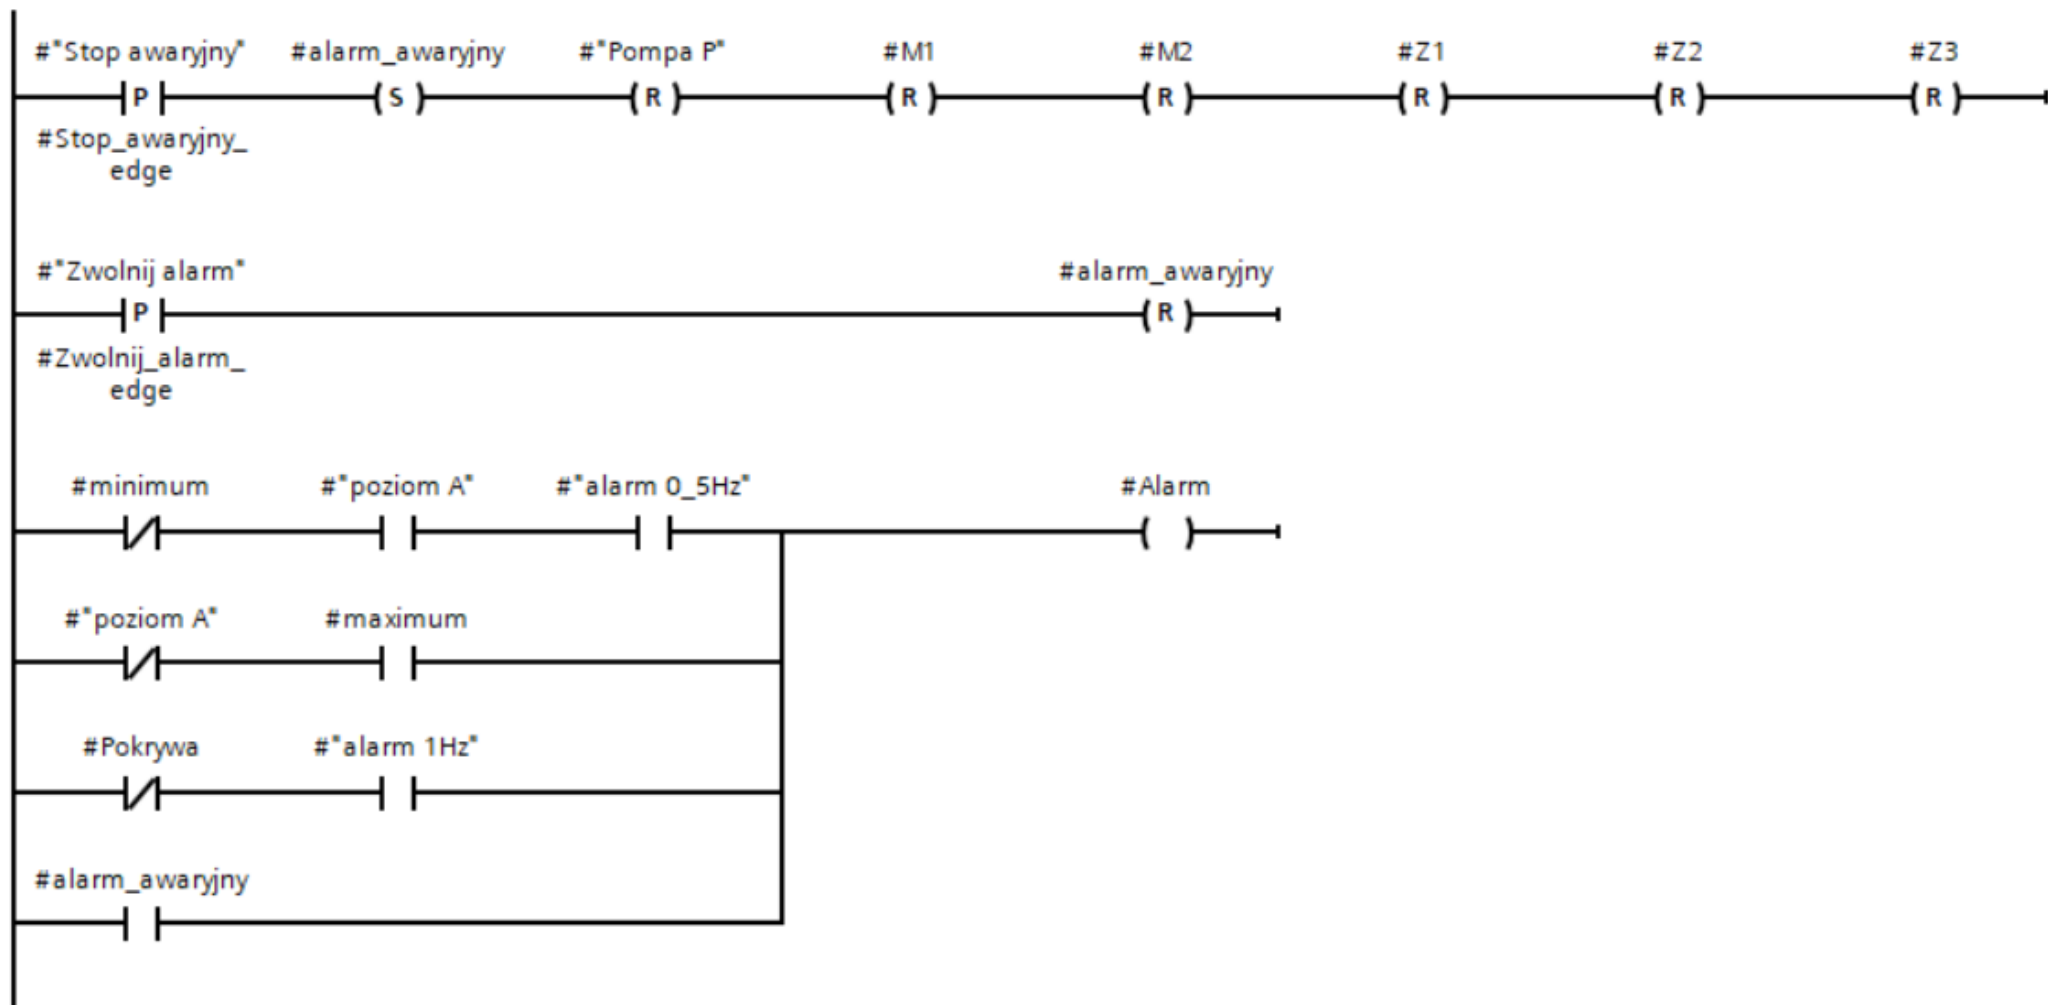 #"Stop awaryjny" #alarm_awaryjny #"Pompa P" #M1 #M2 #Z1 #Z2 #Z3
P S R R R R R R
#Stop_awaryjny_
edge
#"Zwolnij alarm" #alarm_awaryjny
P R
#Zwolnij_alarm_
edge
#minimum #"poziom A" #"alarm 0_5Hz" #Alarm
#"poziom A" #maximum
#Pokrywa #"alarm 1Hz"
#alarm_awaryjny